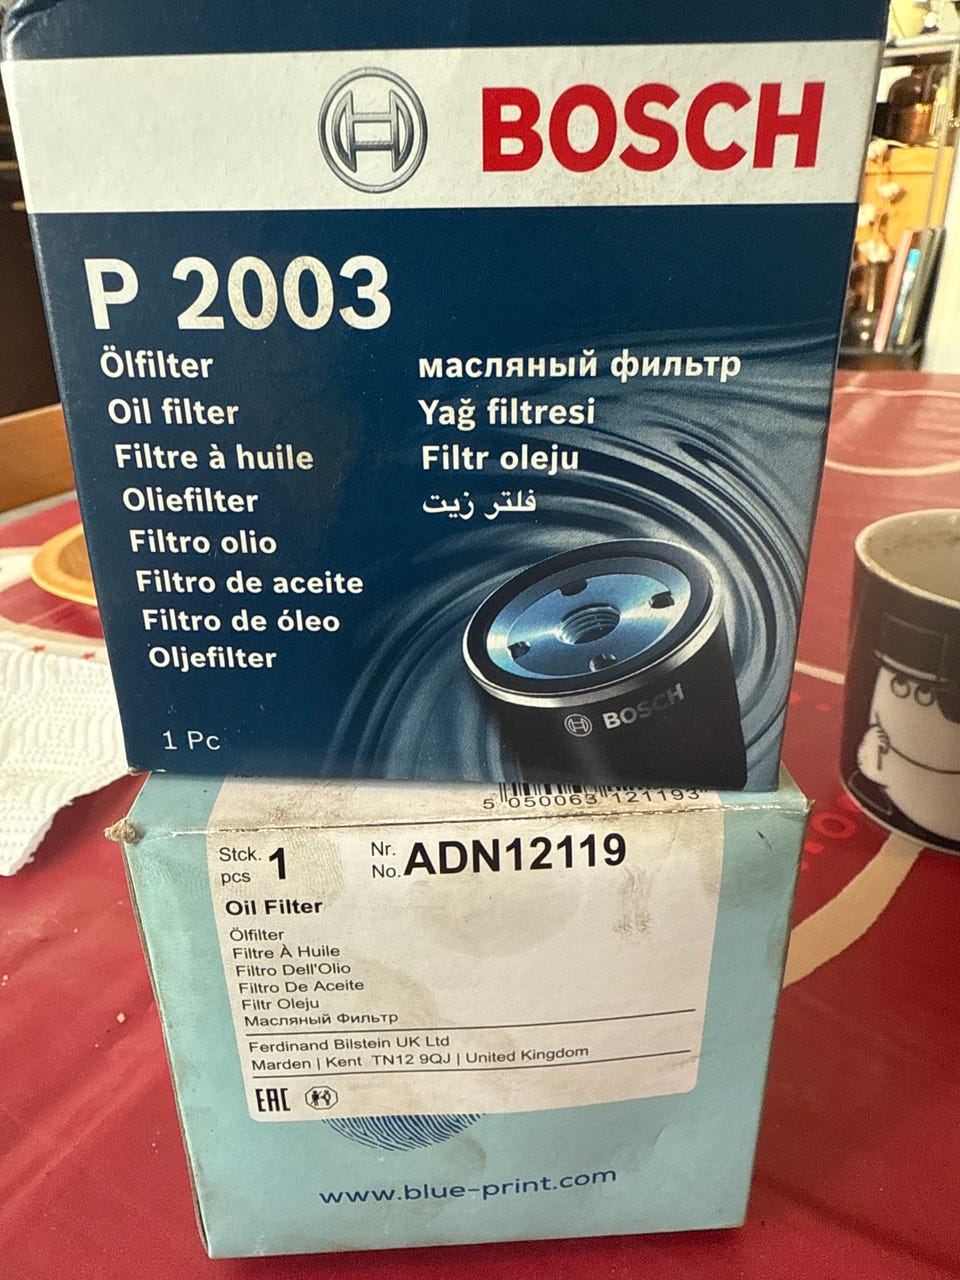 BOSCH
P 2003
Ölfilter
Oil filter
Filtre à huile
Oliefilter
Filtro olio
Filtro de aceite
Filtro de óleo
Oljefilter
масляный фильтр
Yağ filtresi
Filtr oleju
فلتر زيت
1 Pc
BOSCH
5 050063 121193
Stck. 1
pcs
Nr. ADN12119
No.
Oil Filter
Ölfilter
Filtre À Huile
Filtro Dell'Olio
Filtro De Aceite
Filtr Oleju
Масляный Фильтр
Ferdinand Bilstein UK Ltd
Marden | Kent TN12 9QJ | United Kingdom
EAC
www.blue-print.com